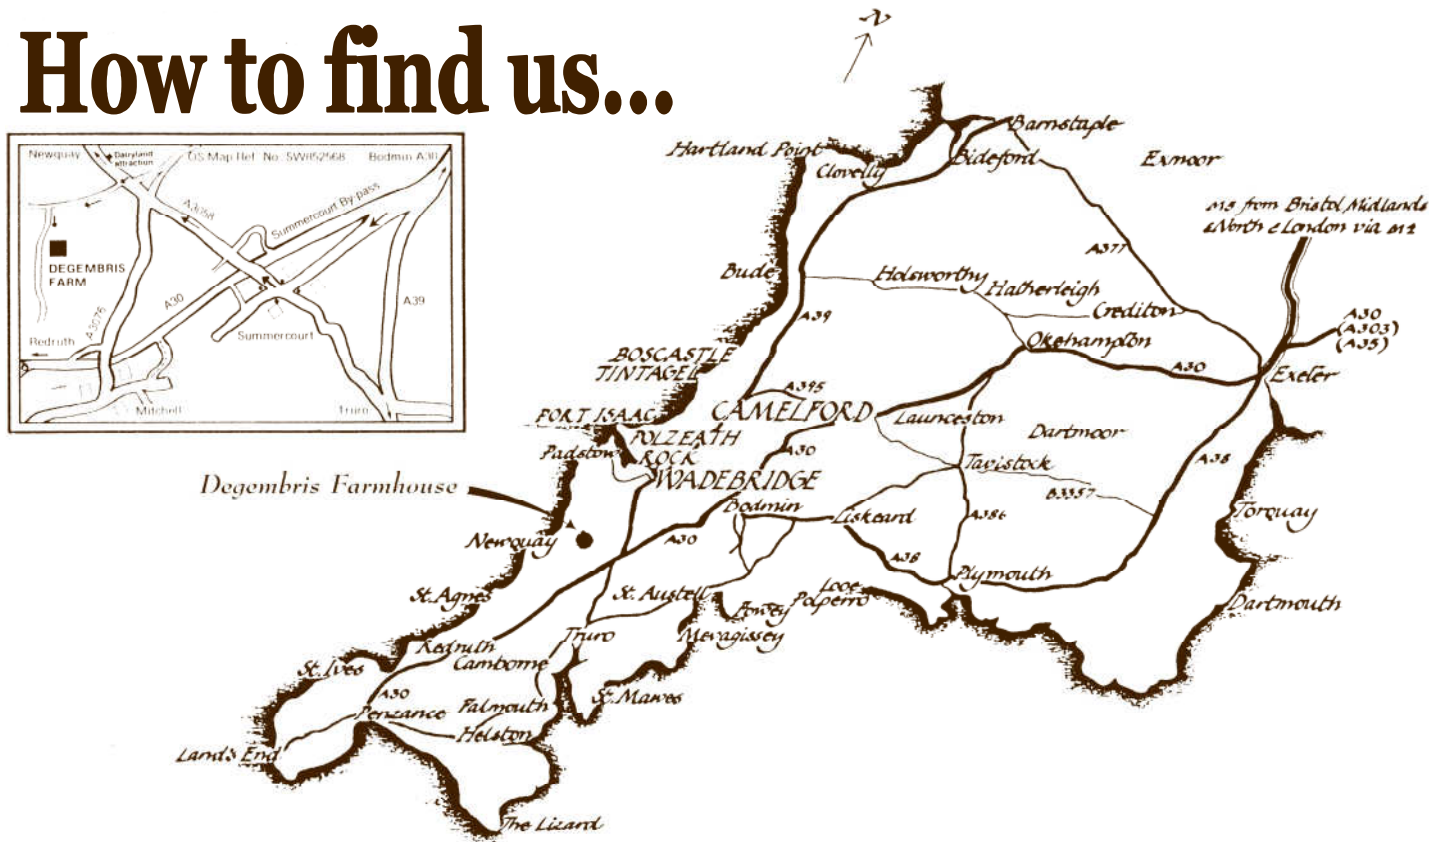 How to find us...
Newquay
Dairyland
attraction
OS Map Ref. No: SW852568
Bodmin A30
A3058
Summercourt By-pass
DEGEMBRIS
FARM
A30
A39
A3076
Summercourt
Redruth
Mitchell
Truro
N
Barnstaple
Hartland Point
Clovelly
Bideford
Exmoor
M5 from Bristol, Midlands
& North & London via M4
A377
Bude
Holsworthy
Hatherleigh
Crediton
A39
A30
(A303)
(A35)
Okehampton
BOSCASTLE
TINTAGEL
A30
Exeter
A395
PORT ISAAC
CAMELFORD
Launceston
POLZEATH
Dartmoor
Padstow
ROCK
A30
Tavistock
A38
WADEBRIDGE
Degembris Farmhouse
B3357
Bodmin
Liskeard
A386
Torquay
Newquay
A30
A38
Plymouth
St. Agnes
St. Austell
Looe
Fowey
Polperro
Dartmouth
Redruth
Truro
Mevagissey
St. Ives
Camborne
A30
St. Mawes
Penzance
Falmouth
Helston
Land's End
The Lizard